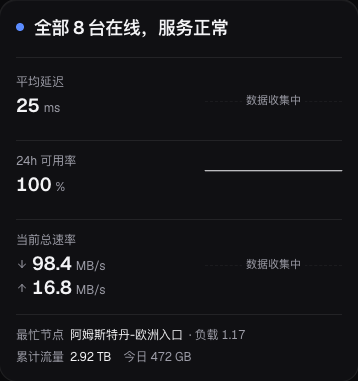 全部 8 台在线，服务正常
平均延迟
25 ms
数据收集中
24h 可用率
100 %
当前总速率
↓ 98.4 MB/s
↑ 16.8 MB/s
数据收集中
最忙节点 阿姆斯特丹-欧洲入口 · 负载 1.17
累计流量 2.92 TB 今日 472 GB